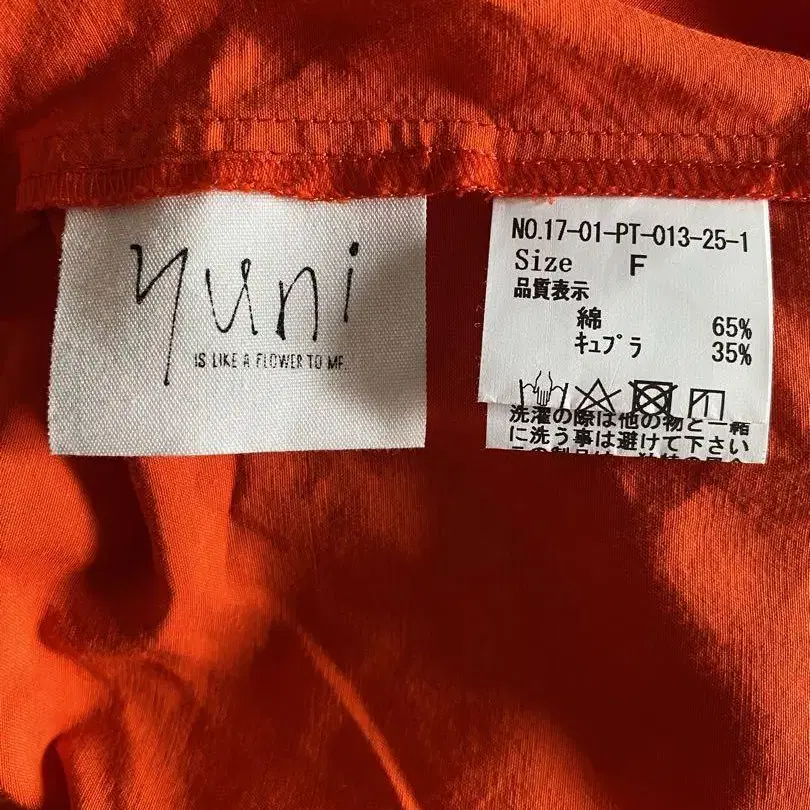 yuni
IS LIKE A FLOWER TO ME
NO.17-01-PT-013-25-1
Size F
品質表示
綿 65%
キュプラ 35%
洗濯の際は他の物と一緒
に洗う事は避けて下さい